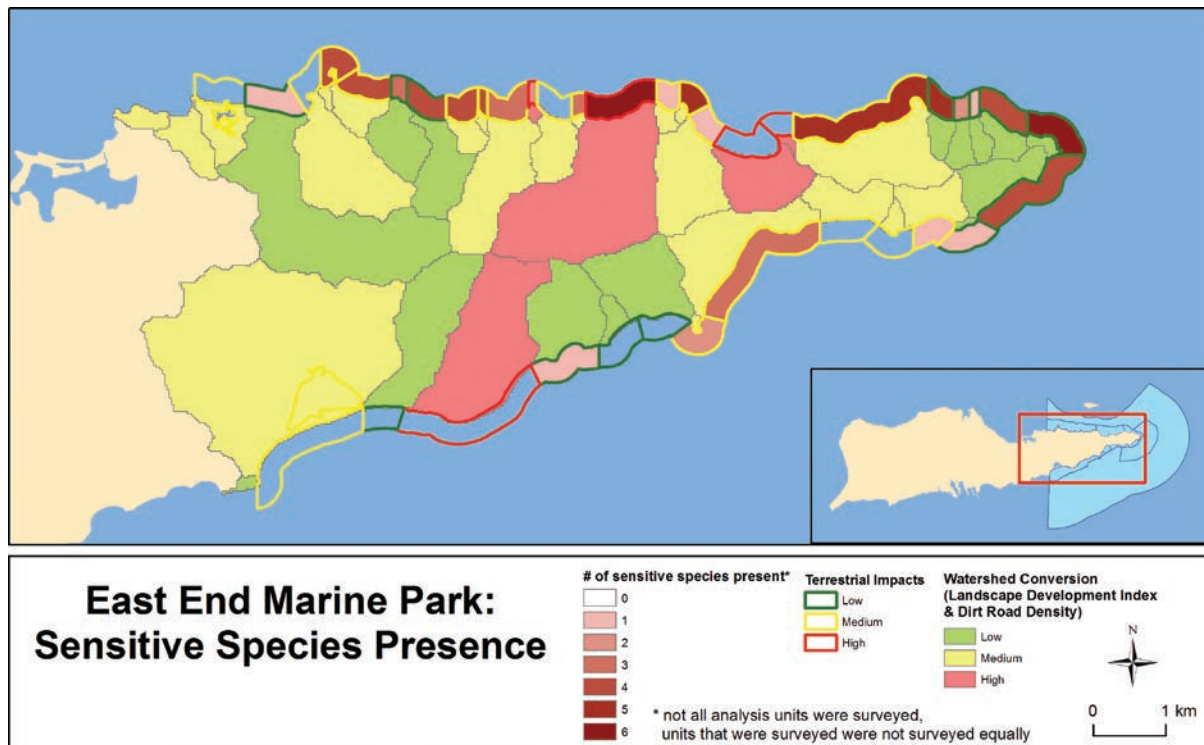 East End Marine Park:
Sensitive Species Presence
# of sensitive species present*
0
1
2
3
4
5
6
Terrestrial Impacts
Low
Medium
High
Watershed Conversion
(Landscape Development Index
& Dirt Road Density)
Low
Medium
High
N
0 1 km
* not all analysis units were surveyed,
units that were surveyed were not surveyed equally